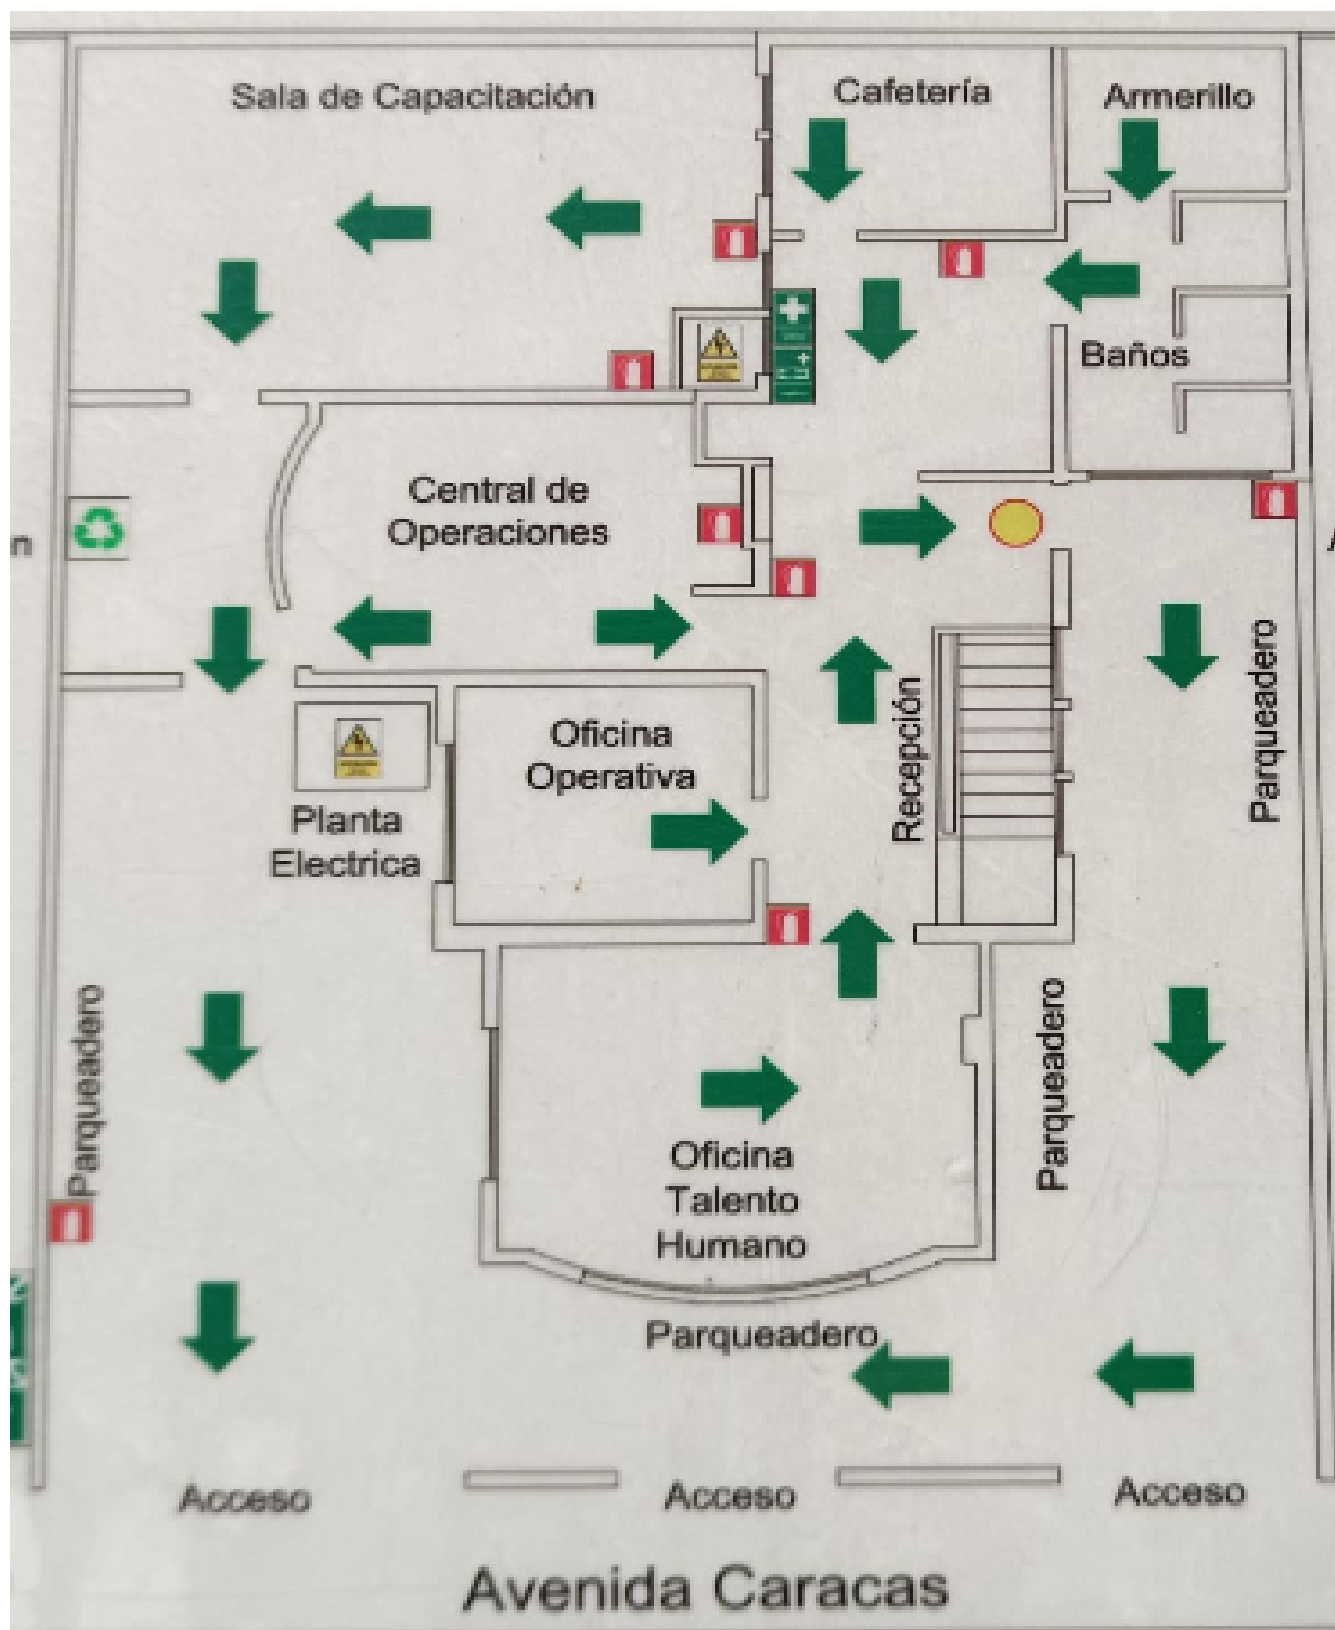 Sala de Capacitación
Cafetería
Armerillo
Baños
Central de
Operaciones
n
Parqueadero
Recepción
Oficina
Operativa
Planta
Electrica
Parqueadero
Parqueadero
Oficina
Talento
Humano
Parqueadero
Acceso
Acceso
Acceso
Avenida Caracas